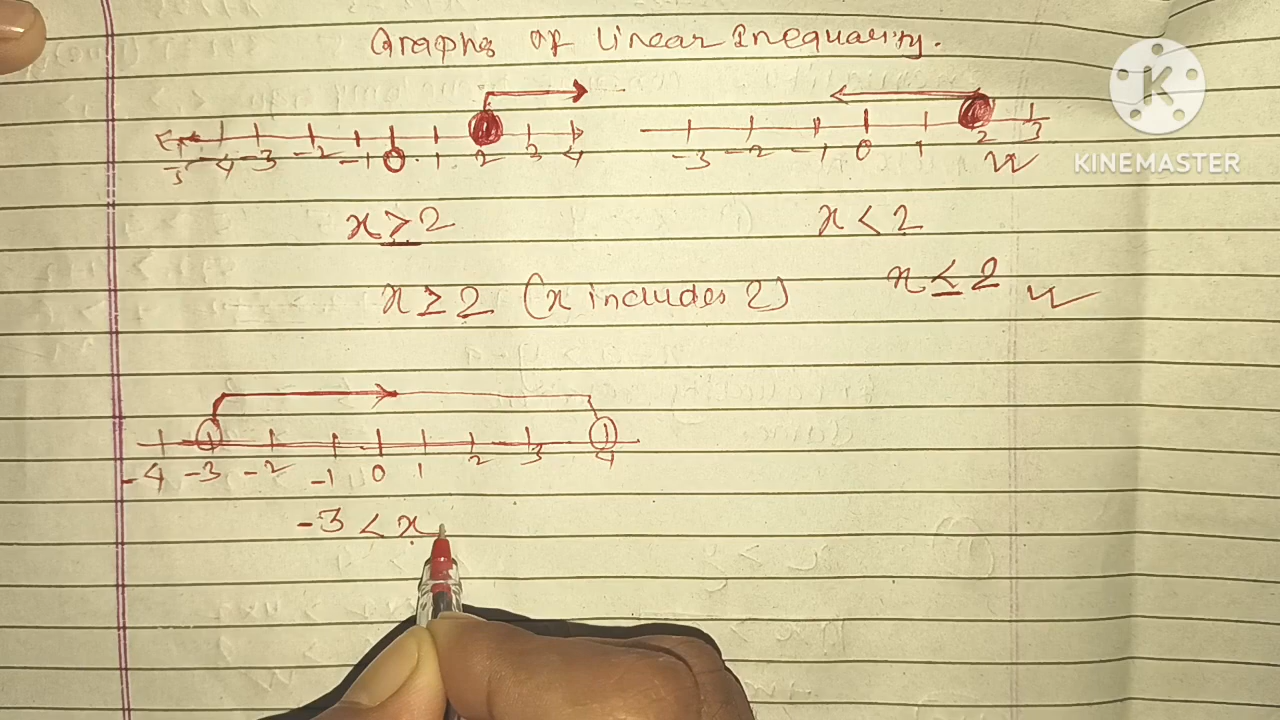 Graphs of Linear Inequality.
-5 -4 -3 -2 -1 0 1 2 3 4
-3 -2 -1 0 1 2 3
K
KINEMASTER
x ≥ 2
x < 2
x ≥ 2 (x includes 2)
x ≤ 2
-4 -3 -2 -1 0 1 2 3 4
-3 < x